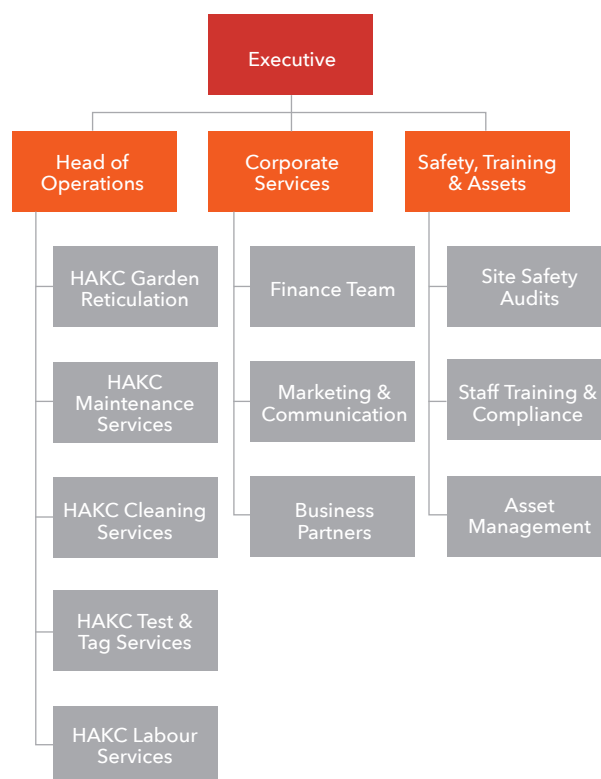 Executive
Head of
Operations
Corporate
Services
Safety, Training
& Assets
HAKC Garden
Reticulation
HAKC
Maintenance
Services
HAKC Cleaning
Services
HAKC Test &
Tag Services
HAKC Labour
Services
Finance Team
Marketing &
Communication
Business
Partners
Site Safety
Audits
Staff Training &
Compliance
Asset
Management